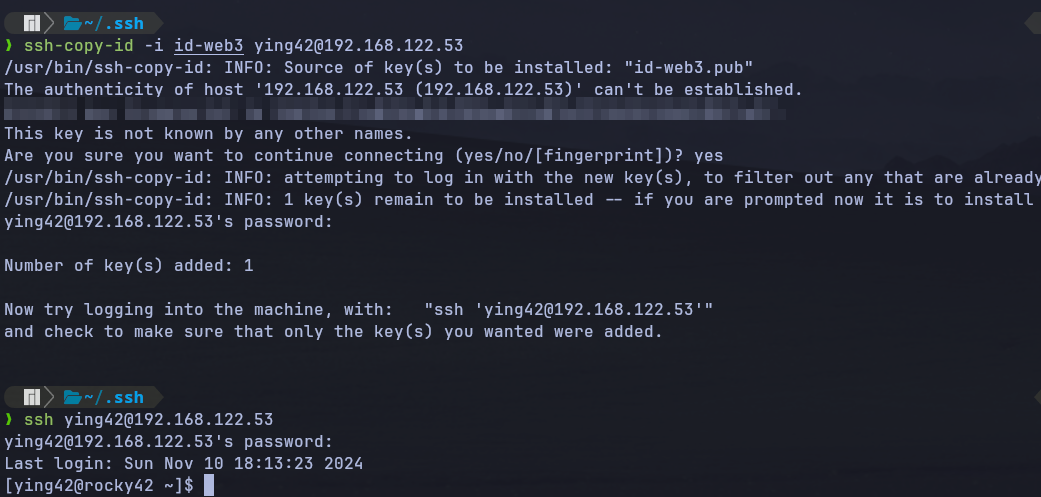 ~/.ssh
❯ ssh-copy-id -i id-web3 ying42@192.168.122.53
/usr/bin/ssh-copy-id: INFO: Source of key(s) to be installed: "id-web3.pub"
The authenticity of host '192.168.122.53 (192.168.122.53)' can't be established.
This key is not known by any other names.
Are you sure you want to continue connecting (yes/no/[fingerprint])? yes
/usr/bin/ssh-copy-id: INFO: attempting to log in with the new key(s), to filter out any that are already
/usr/bin/ssh-copy-id: INFO: 1 key(s) remain to be installed -- if you are prompted now it is to install
ying42@192.168.122.53's password:
Number of key(s) added: 1
Now try logging into the machine, with:   "ssh 'ying42@192.168.122.53'"
and check to make sure that only the key(s) you wanted were added.
~/.ssh
❯ ssh ying42@192.168.122.53
ying42@192.168.122.53's password:
Last login: Sun Nov 10 18:13:23 2024
[ying42@rocky42 ~]$